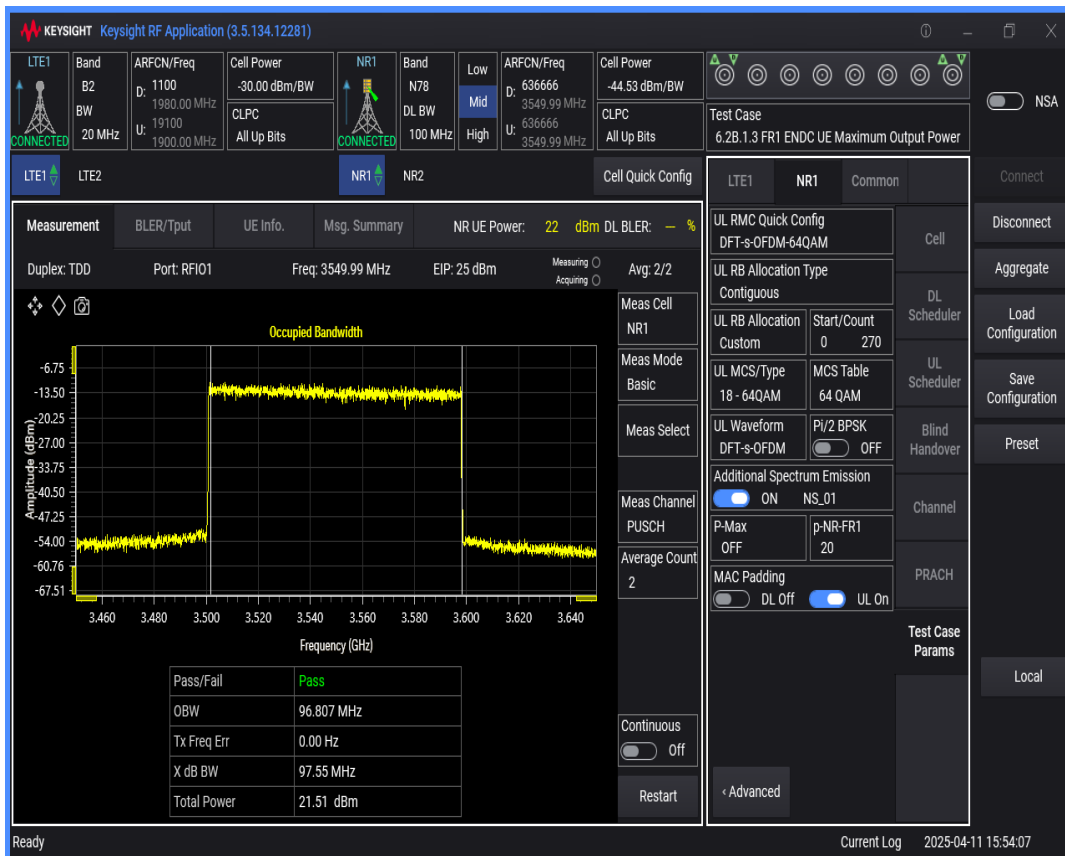 KEYSIGHT Keysight RF Application (3.5.134.12281)
LTE1
CONNECTED
Band
B2
BW
20 MHz
ARFCN/Freq
D: 1100
1980.00 MHz
U: 19100
1900.00 MHz
Cell Power
-30.00 dBm/BW
CLPC
All Up Bits
NR1
CONNECTED
Band
N78
DL BW
100 MHz
Low
Mid
High
ARFCN/Freq
D: 636666
3549.99 MHz
U: 636666
3549.99 MHz
Cell Power
-44.53 dBm/BW
CLPC
All Up Bits
Test Case
6.2B.1.3 FR1 ENDC UE Maximum Output Power
NSA
LTE1 LTE2 NR1 NR2 Cell Quick Config
Measurement BLER/Tput UE Info. Msg. Summary NR UE Power: 22 dBm DL BLER: — %
Duplex: TDD Port: RFIO1 Freq: 3549.99 MHz EIP: 25 dBm Measuring Acquiring Avg: 2/2
Occupied Bandwidth
Amplitude (dBm)
-6.75
-13.50
-20.25
-27.00
-33.75
-40.50
-47.25
-54.00
-60.76
-67.51
3.460 3.480 3.500 3.520 3.540 3.560 3.580 3.600 3.620 3.640
Frequency (GHz)
Pass/Fail Pass
OBW 96.807 MHz
Tx Freq Err 0.00 Hz
X dB BW 97.55 MHz
Total Power 21.51 dBm
Meas Cell
NR1
Meas Mode
Basic
Meas Select
Meas Channel
PUSCH
Average Count
2
Continuous
Off
Restart
LTE1 NR1 Common
UL RMC Quick Config
DFT-s-OFDM-64QAM
UL RB Allocation Type
Contiguous
UL RB Allocation
Custom
Start/Count
0 270
UL MCS/Type
18 - 64QAM
MCS Table
64 QAM
UL Waveform
DFT-s-OFDM
Pi/2 BPSK
OFF
Additional Spectrum Emission
ON NS_01
P-Max
OFF
p-NR-FR1
20
MAC Padding
DL Off UL On
‹ Advanced
Cell
DL
Scheduler
UL
Scheduler
Blind
Handover
Channel
PRACH
Test Case
Params
Connect
Disconnect
Aggregate
Load
Configuration
Save
Configuration
Preset
Local
Ready
Current Log 2025-04-11 15:54:07